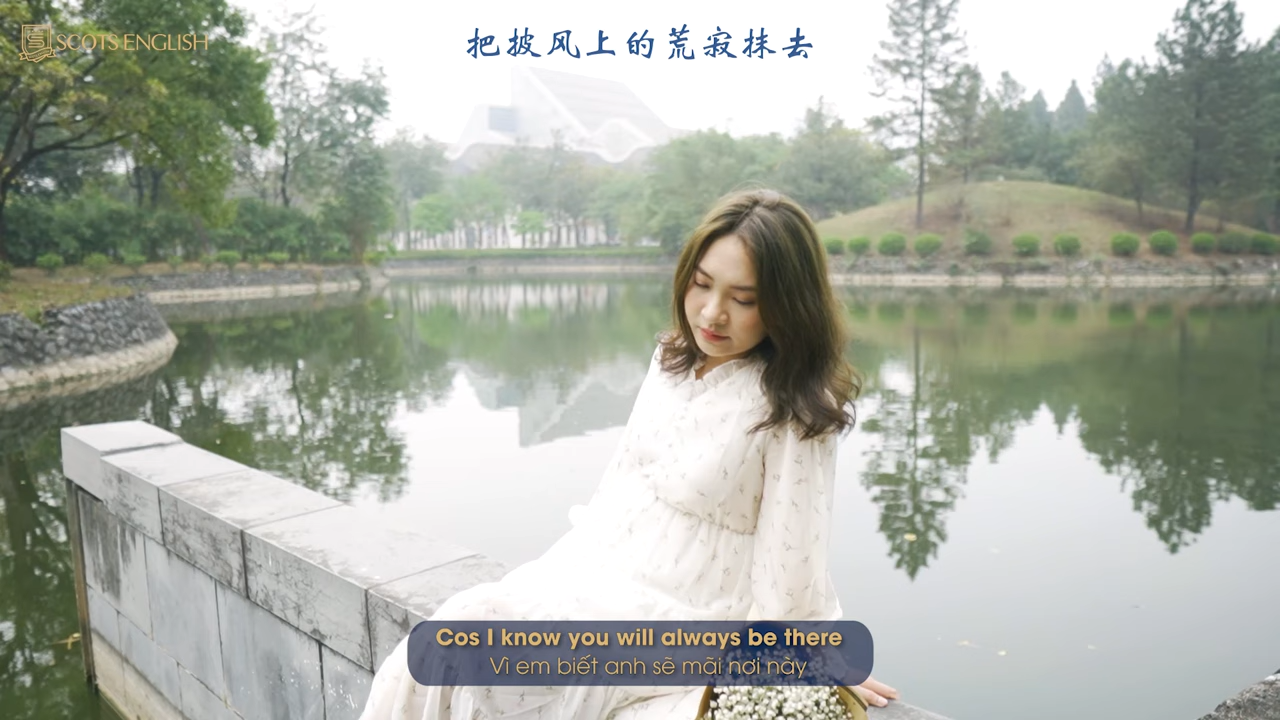 SCOTS ENGLISH
把披风上的荒寂抹去
Cos I know you will always be there
Vì em biết anh sẽ mãi nơi này